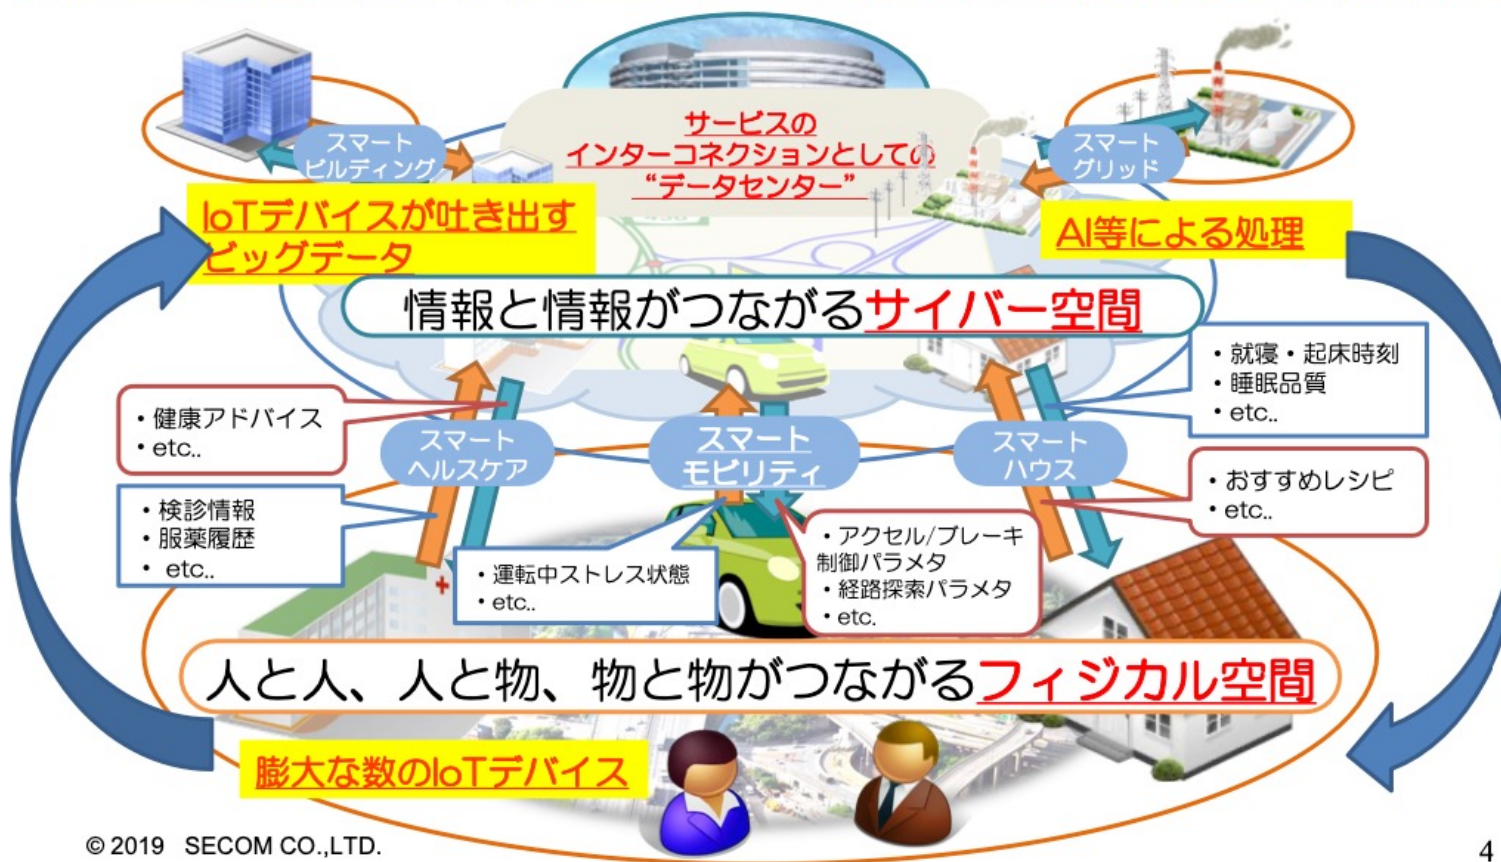 サービスの
インターコネクションとしての
“データセンター”
スマート
ビルディング
スマート
グリッド
IoTデバイスが吐き出す
ビッグデータ
AI等による処理
情報と情報がつながるサイバー空間
・健康アドバイス
・etc..
スマート
ヘルスケア
スマート
モビリティ
スマート
ハウス
・就寝・起床時刻
・睡眠品質
・etc..
・検診情報
・服薬履歴
・ etc..
・運転中ストレス状態
・etc..
・アクセル/ブレーキ
制御パラメタ
・経路探索パラメタ
・etc.
・おすすめレシピ
・etc..
人と人、人と物、物と物がつながるフィジカル空間
膨大な数のIoTデバイス
© 2019 SECOM CO.,LTD.
4